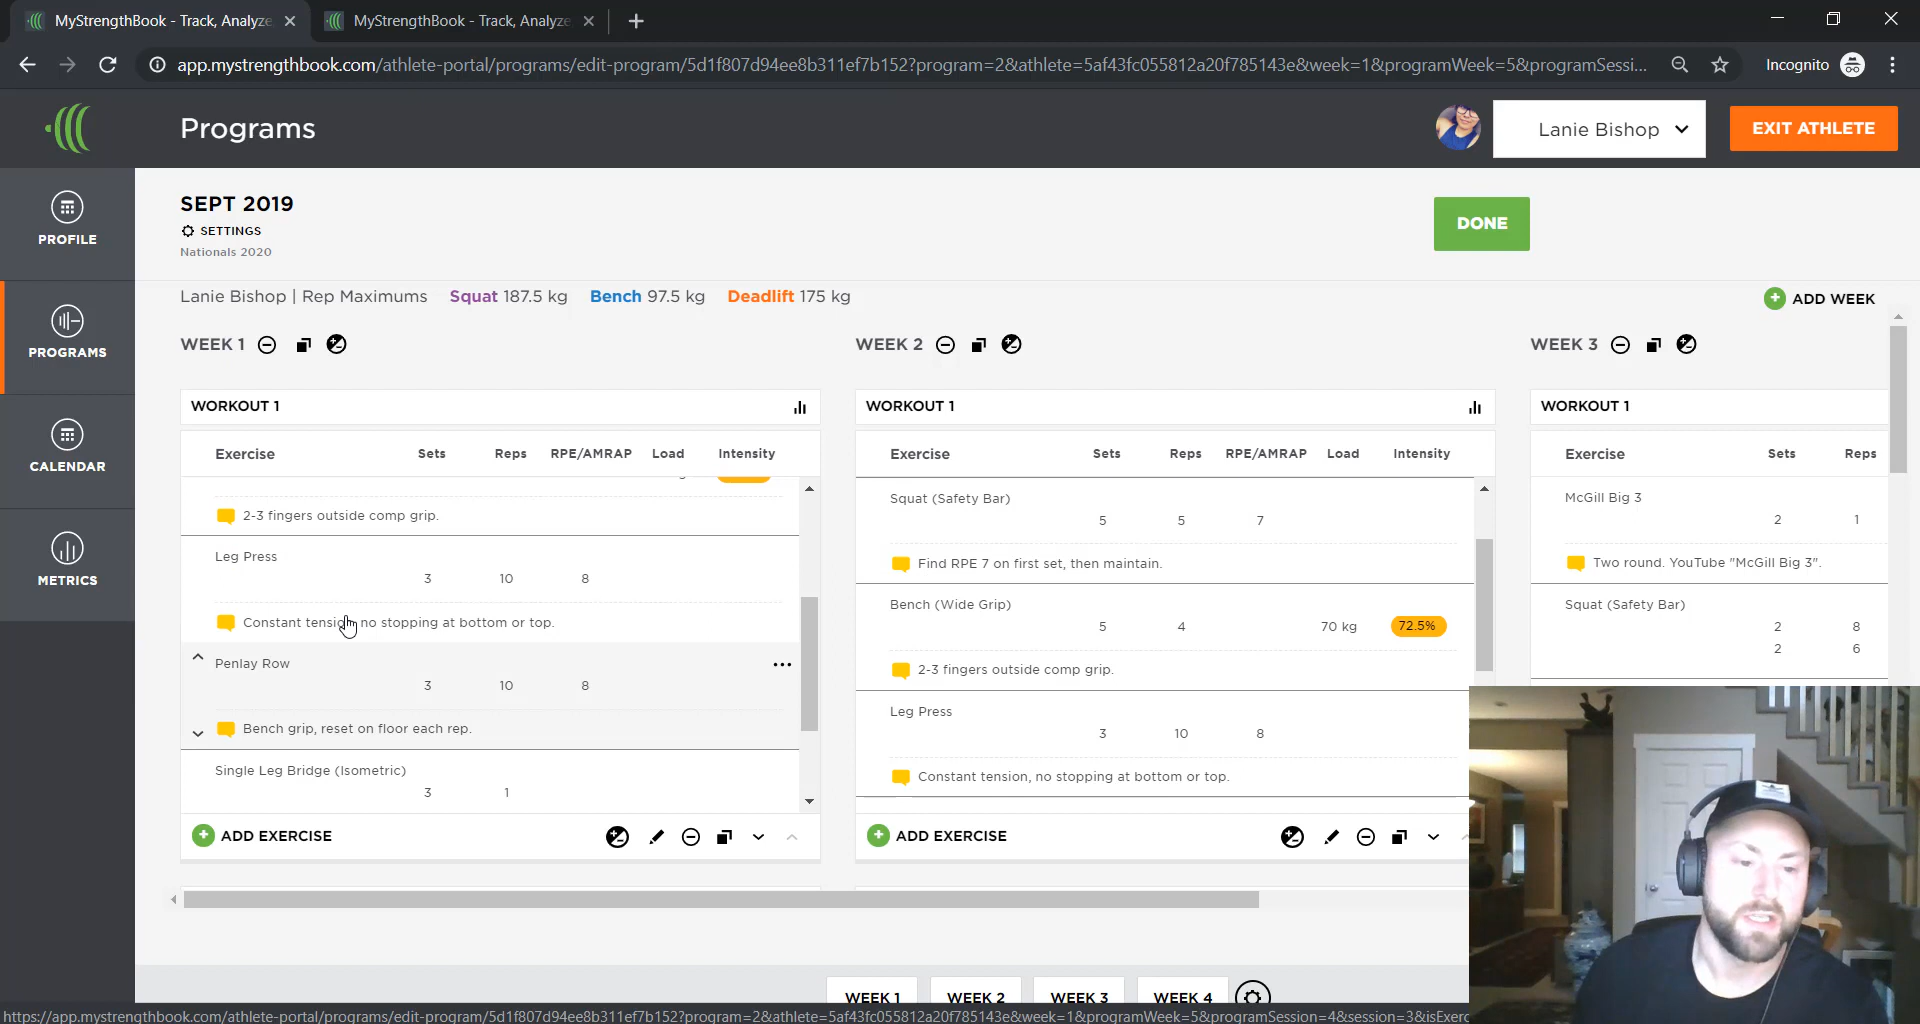 MyStrengthBook - Track, Analyze
MyStrengthBook - Track, Analyze
app.mystrengthbook.com/athlete-portal/programs/edit-program/5d1f807d94ee8b311ef7b152?program=2&athlete=5af43fc055812a20f785143e&week=1&programWeek=5&programSessi...
Incognito
Programs
Lanie Bishop
EXIT ATHLETE
PROFILE
PROGRAMS
CALENDAR
METRICS
SEPT 2019
SETTINGS
Nationals 2020
DONE
Lanie Bishop | Rep Maximums Squat 187.5 kg Bench 97.5 kg Deadlift 175 kg
ADD WEEK
WEEK 1
WORKOUT 1
Exercise Sets Reps RPE/AMRAP Load Intensity
2-3 fingers outside comp grip.
Leg Press
3 10 8
Constant tension, no stopping at bottom or top.
Penlay Row
3 10 8
Bench grip, reset on floor each rep.
Single Leg Bridge (Isometric)
3 1
ADD EXERCISE
WEEK 2
WORKOUT 1
Exercise Sets Reps RPE/AMRAP Load Intensity
Squat (Safety Bar)
5 5 7
Find RPE 7 on first set, then maintain.
Bench (Wide Grip)
5 4 70 kg 72.5%
2-3 fingers outside comp grip.
Leg Press
3 10 8
Constant tension, no stopping at bottom or top.
ADD EXERCISE
WEEK 3
WORKOUT 1
Exercise Sets Reps
McGill Big 3
2 1
Two round. YouTube "McGill Big 3".
Squat (Safety Bar)
2 8
2 6
WEEK 1 WEEK 2 WEEK 3 WEEK 4
https://app.mystrengthbook.com/athlete-portal/programs/edit-program/5d1f807d94ee8b311ef7b152?program=2&athlete=5af43fc055812a20f785143e&week=1&programWeek=5&programSession=4&session=3&isExerc